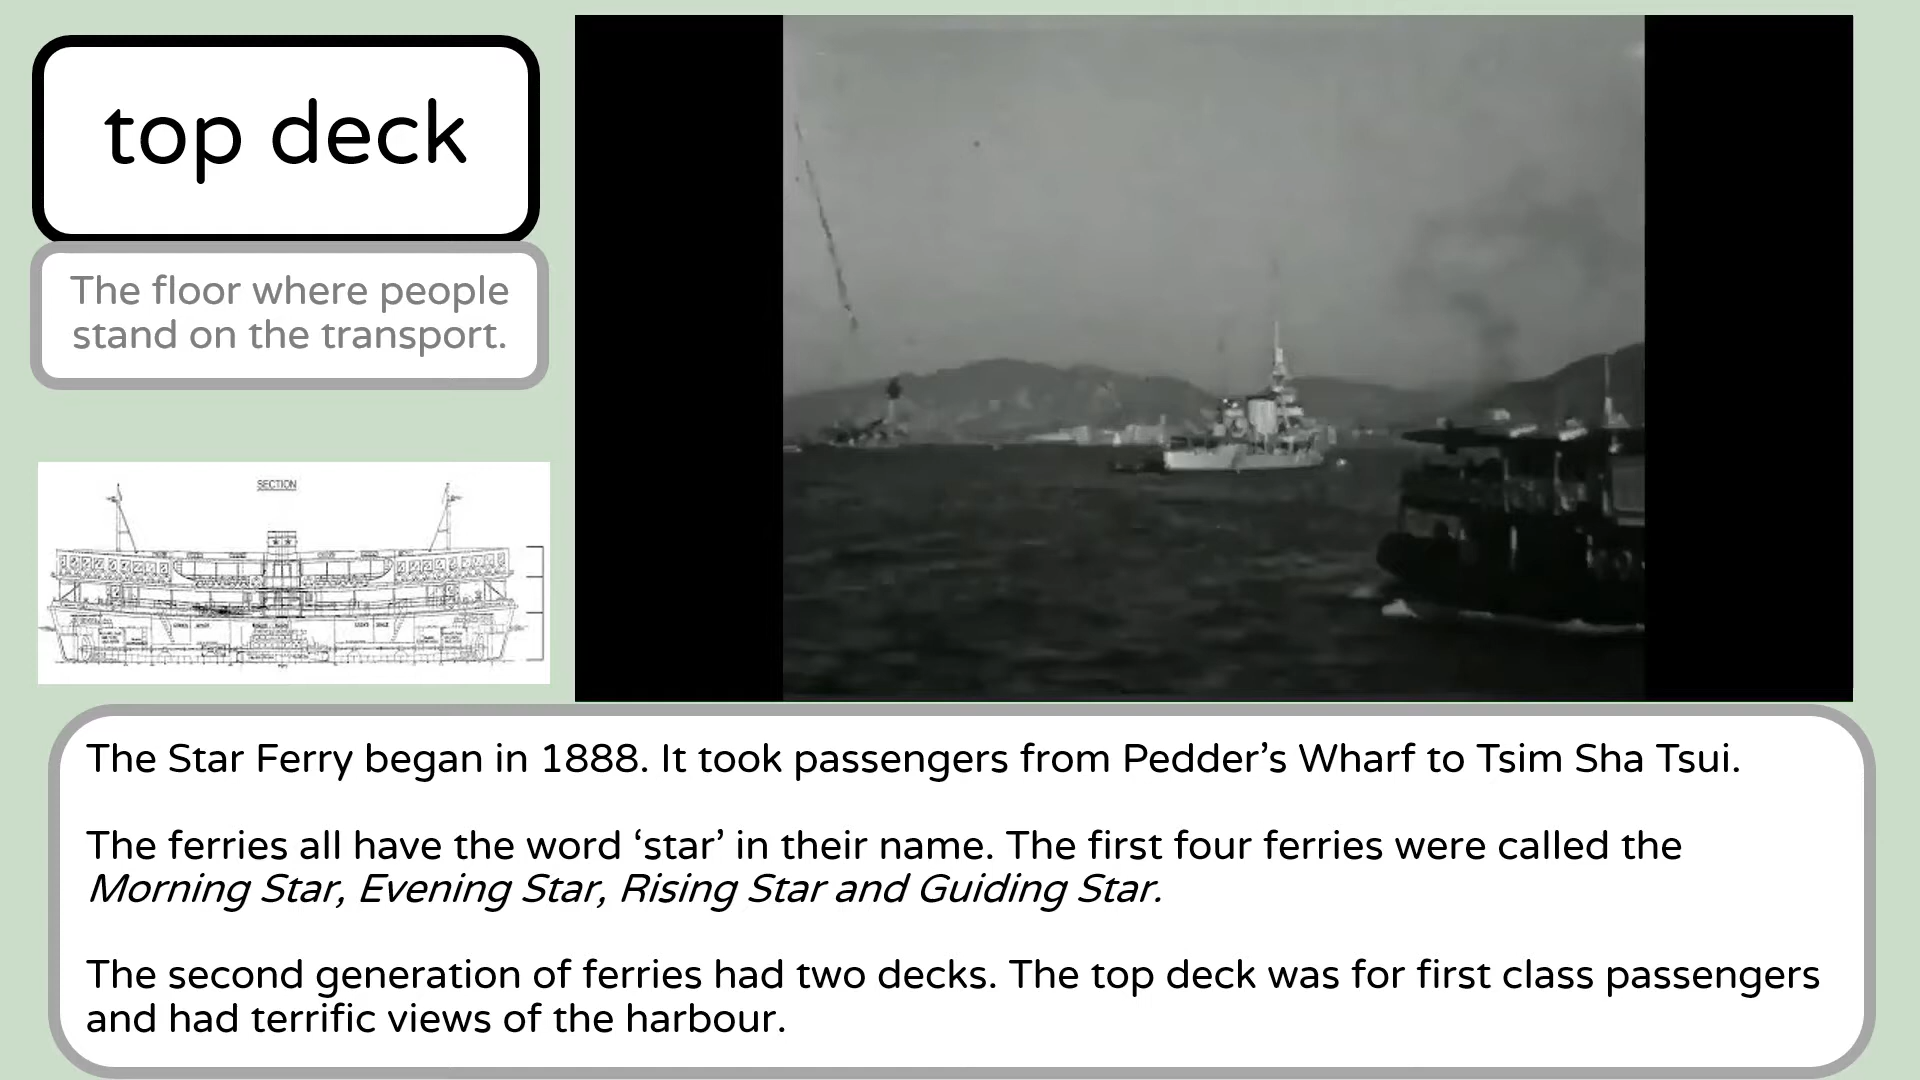 top deck
The floor where people
stand on the transport.
SECTION
The Star Ferry began in 1888. It took passengers from Pedder’s Wharf to Tsim Sha Tsui.
The ferries all have the word ‘star’ in their name. The first four ferries were called the
Morning Star, Evening Star, Rising Star and Guiding Star.
The second generation of ferries had two decks. The top deck was for first class passengers
and had terrific views of the harbour.